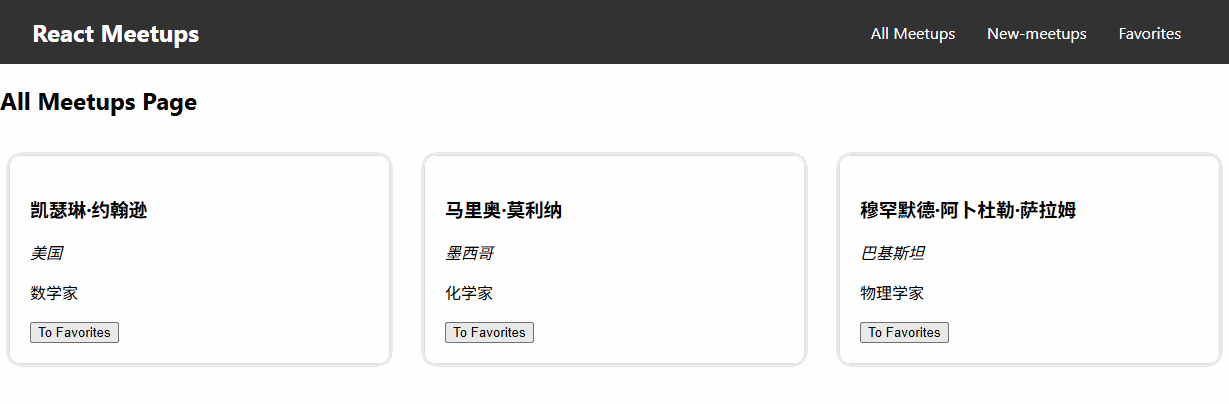 React Meetups
All Meetups New-meetups Favorites
All Meetups Page
凯瑟琳·约翰逊
美国
数学家
To Favorites
马里奥·莫利纳
墨西哥
化学家
To Favorites
穆罕默德·阿卜杜勒·萨拉姆
巴基斯坦
物理学家
To Favorites